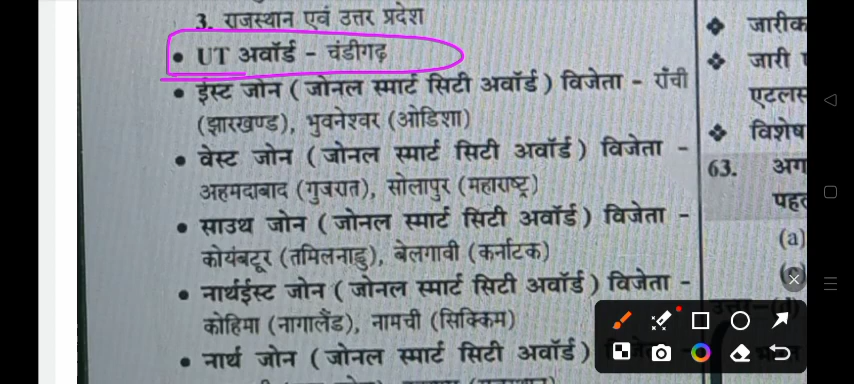 3. राजस्थान एवं उत्तर प्रदेश
• UT अवॉर्ड - चंडीगढ़
• ईस्ट जोन ( जोनल स्मार्ट सिटी अवॉर्ड ) विजेता - राँची
(झारखण्ड), भुवनेश्वर (ओडिशा)
• वेस्ट जोन ( जोनल स्मार्ट सिटी अवॉर्ड ) विजेता -
अहमदाबाद (गुजरात), सोलापुर (महाराष्ट्र)
• साउथ जोन ( जोनल स्मार्ट सिटी अवॉर्ड ) विजेता -
कोयंबटूर (तमिलनाडु), बेलगावी (कर्नाटक)
• नार्थईस्ट जोन ( जोनल स्मार्ट सिटी अवॉर्ड ) विजेता -
कोहिमा (नागालैंड), नामची (सिक्किम)
• नार्थ जोन ( जोनल स्मार्ट सिटी अवॉर्ड )
❖ जारीक
❖ जारी
एटलस
❖ विशेष
63. अग
पहल
(a)